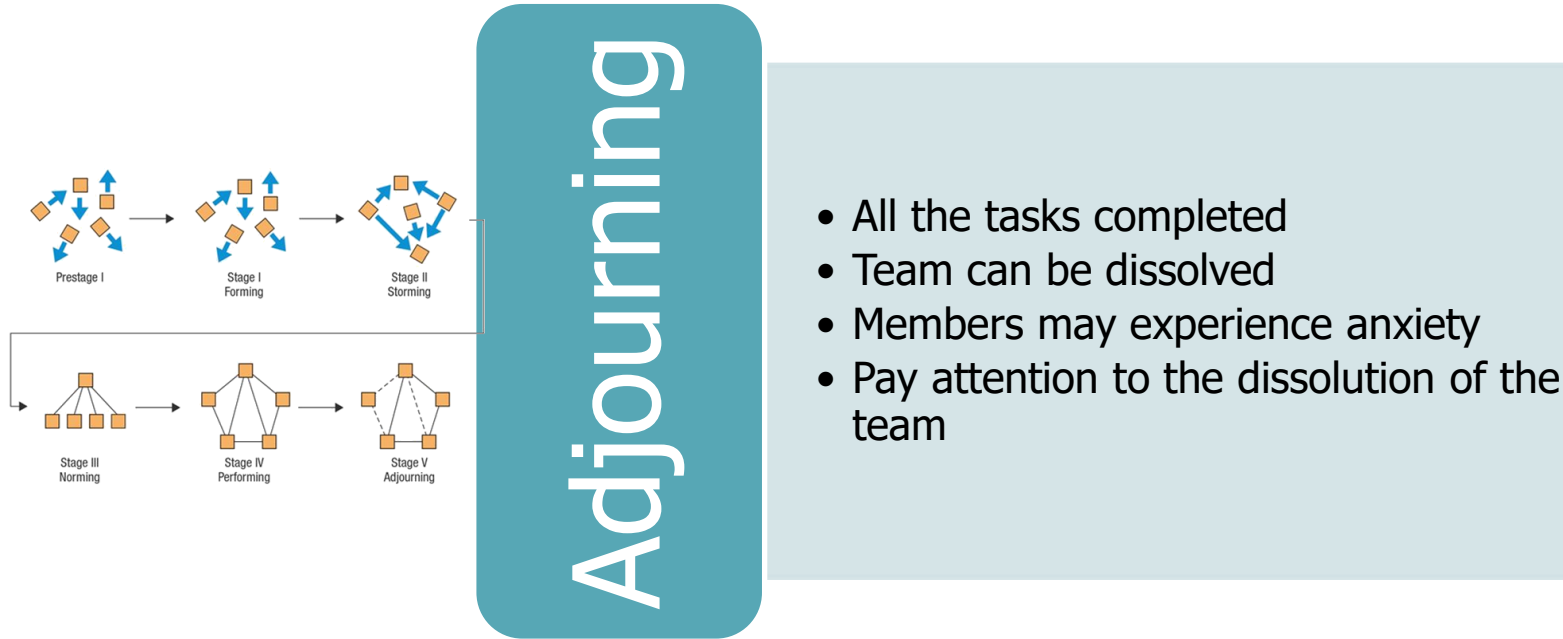 Prestage I
Stage I
Forming
Stage II
Storming
Stage III
Norming
Stage IV
Performing
Stage V
Adjourning
Adjourning
• All the tasks completed
• Team can be dissolved
• Members may experience anxiety
• Pay attention to the dissolution of the
team